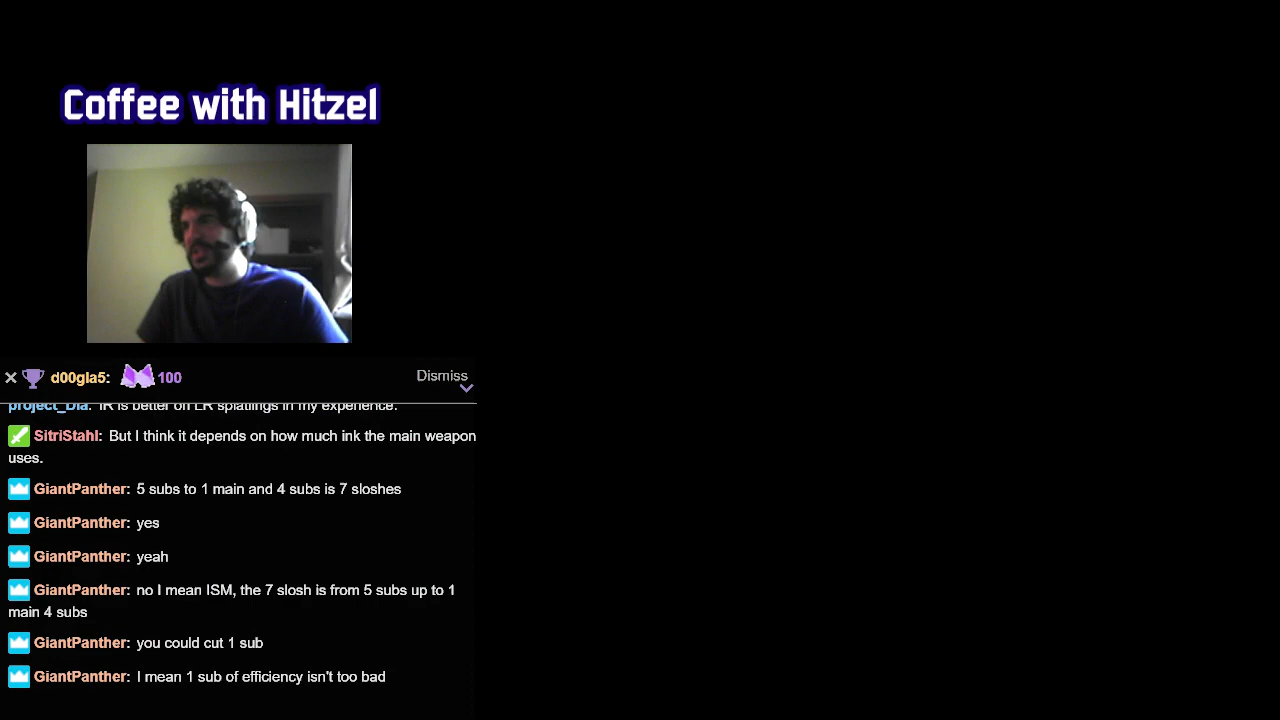 Coffee with Hitzel
d00gla5: 100
Dismiss
project_Dia: IR is better on LR splatlings in my experience.
SitriStahl: But I think it depends on how much ink the main weapon
uses.
GiantPanther: 5 subs to 1 main and 4 subs is 7 sloshes
GiantPanther: yes
GiantPanther: yeah
GiantPanther: no I mean ISM, the 7 slosh is from 5 subs up to 1
main 4 subs
GiantPanther: you could cut 1 sub
GiantPanther: I mean 1 sub of efficiency isn't too bad